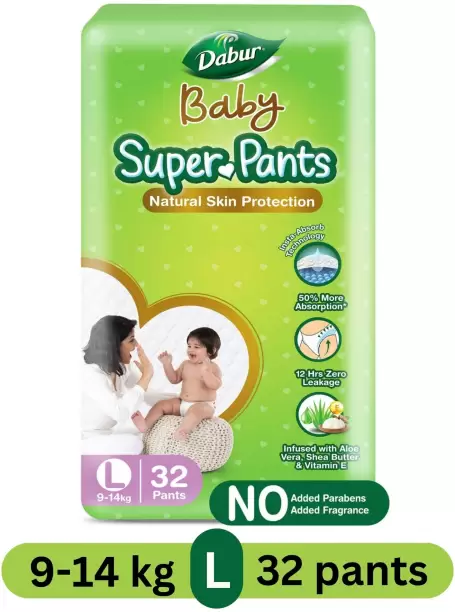 Dabur
Baby
Super Pants
Natural Skin Protection
Insta Absorb
Technology
50% More
Absorption*
12 Hrs Zero
Leakage
Infused with Aloe
Vera, Shea Butter
& Vitamin E
L
9-14kg
32
Pants
NO
Added Parabens
Added Fragrance
9-14 kg L 32 pants